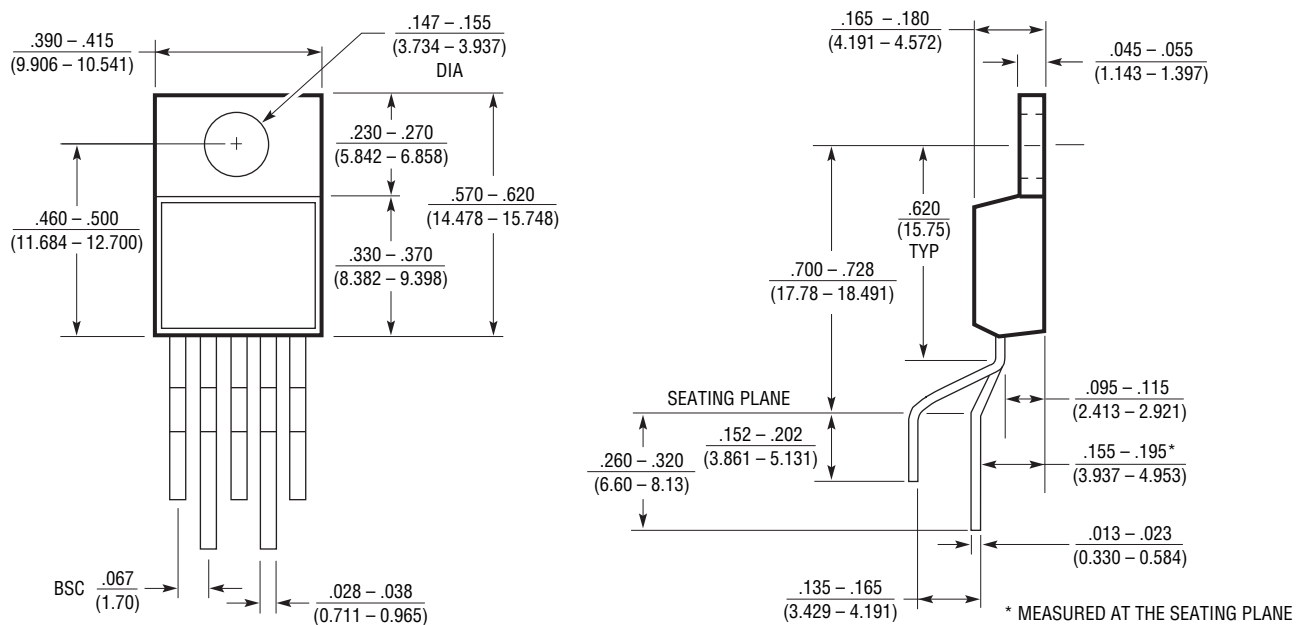 .390 – .415
(9.906 – 10.541)
.147 – .155
(3.734 – 3.937)
DIA
.230 – .270
(5.842 – 6.858)
.570 – .620
(14.478 – 15.748)
.460 – .500
(11.684 – 12.700)
.330 – .370
(8.382 – 9.398)
BSC .067
(1.70)
.028 – .038
(0.711 – 0.965)
.165 – .180
(4.191 – 4.572)
.045 – .055
(1.143 – 1.397)
.620
(15.75)
TYP
.700 – .728
(17.78 – 18.491)
SEATING PLANE
.095 – .115
(2.413 – 2.921)
.152 – .202
(3.861 – 5.131)
.260 – .320
(6.60 – 8.13)
.155 – .195*
(3.937 – 4.953)
.013 – .023
(0.330 – 0.584)
.135 – .165
(3.429 – 4.191)
* MEASURED AT THE SEATING PLANE